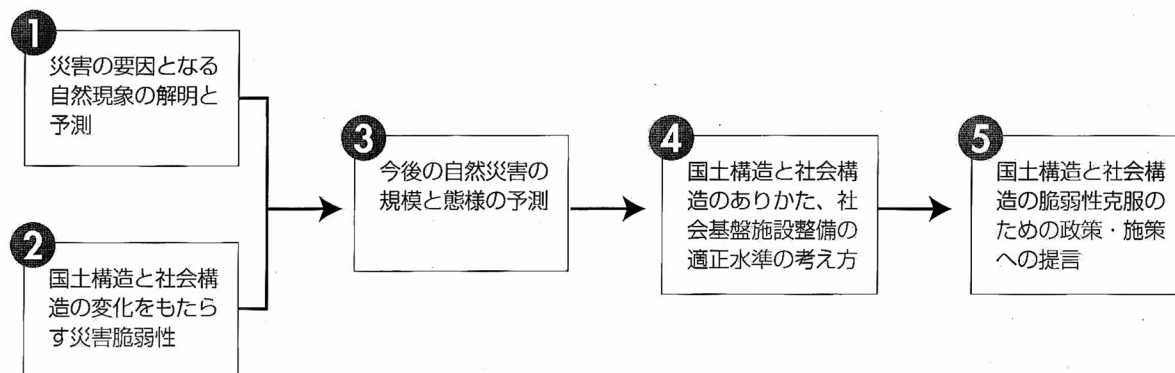 1
災害の要因となる
自然現象の解明と
予測
2
国土構造と社会構
造の変化をもたら
す災害脆弱性
3
今後の自然災害の
規模と態様の予測
4
国土構造と社会構
造のありかた、社
会基盤施設整備の
適正水準の考え方
5
国土構造と社会構
造の脆弱性克服の
ための政策・施策
への提言